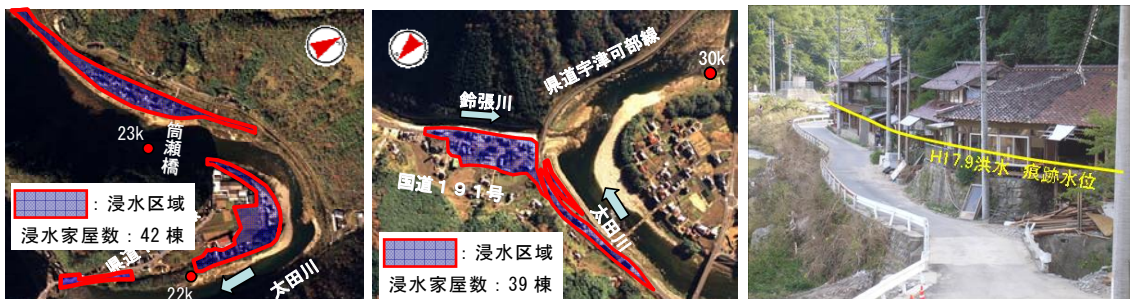 23k
筒瀬橋
：浸水区域
浸水家屋数：42 棟
県道
22k
太田川
30k
県道宇津可部線
鈴張川
国道１９１号
太田川
：浸水区域
浸水家屋数：39 棟
H17.9洪水 痕跡水位